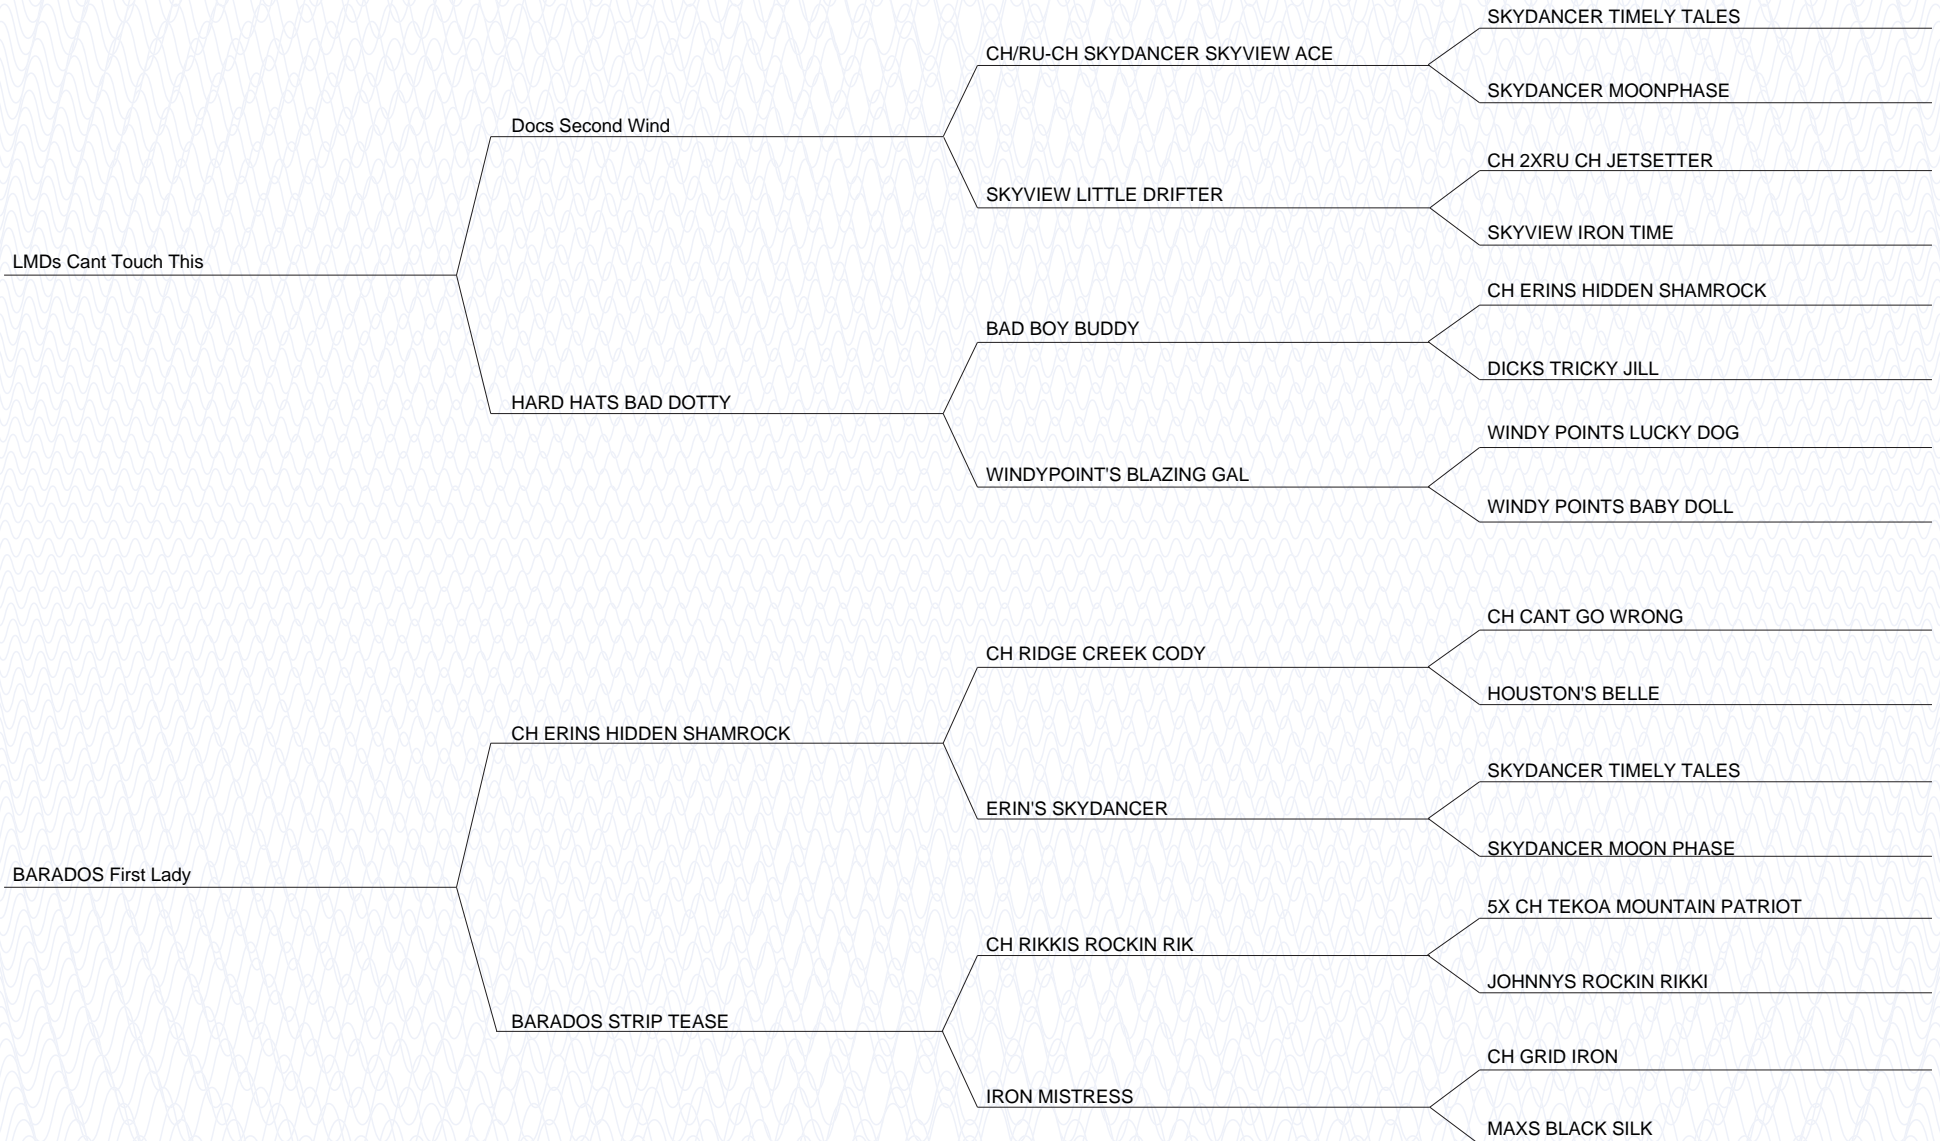 SKYDANCER TIMELY TALES
CH/RU-CH SKYDANCER SKYVIEW ACE
SKYDANCER MOONPHASE
Docs Second Wind
CH 2XRU CH JETSETTER
SKYVIEW LITTLE DRIFTER
SKYVIEW IRON TIME
LMDs Cant Touch This
CH ERINS HIDDEN SHAMROCK
BAD BOY BUDDY
DICKS TRICKY JILL
HARD HATS BAD DOTTY
WINDY POINTS LUCKY DOG
WINDYPOINT'S BLAZING GAL
WINDY POINTS BABY DOLL
CH CANT GO WRONG
CH RIDGE CREEK CODY
HOUSTON'S BELLE
CH ERINS HIDDEN SHAMROCK
SKYDANCER TIMELY TALES
ERIN'S SKYDANCER
SKYDANCER MOON PHASE
BARADOS First Lady
5X CH TEKOA MOUNTAIN PATRIOT
CH RIKKIS ROCKIN RIK
JOHNNYS ROCKIN RIKKI
BARADOS STRIP TEASE
CH GRID IRON
IRON MISTRESS
MAXS BLACK SILK